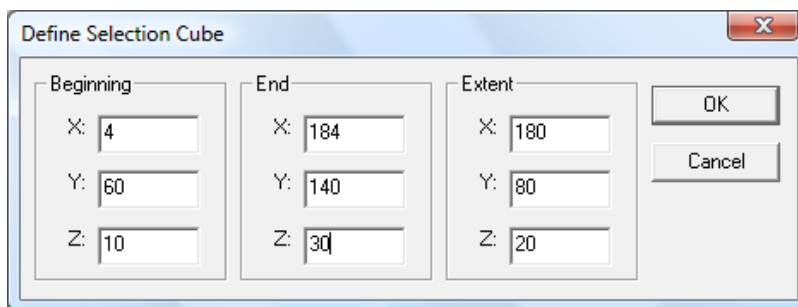 Define Selection Cube
Beginning
X: 4
Y: 60
Z: 10
End
X: 184
Y: 140
Z: 30
Extent
X: 180
Y: 80
Z: 20
OK
Cancel